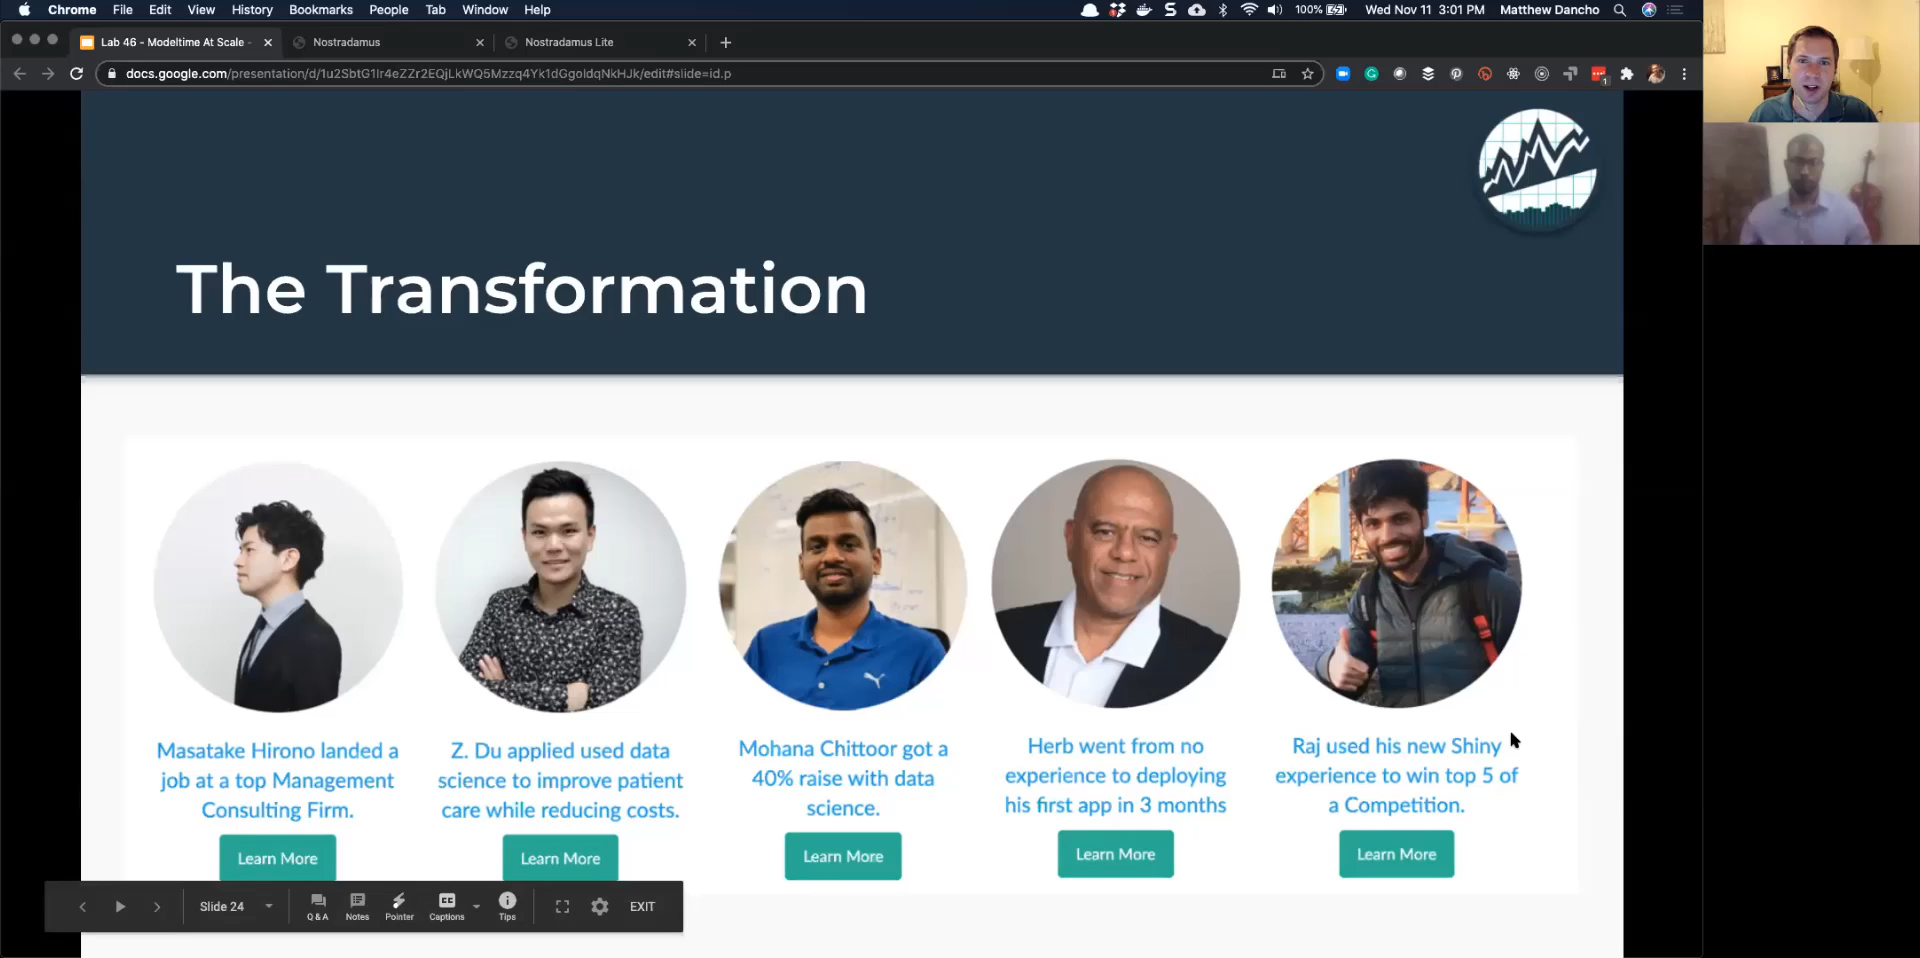 Chrome File Edit View History Bookmarks People Tab Window Help 100% Wed Nov 11 3:01 PM Matthew Dancho
Lab 46 - Modeltime At Scale - Nostradamus Nostradamus Lite
docs.google.com/presentation/d/1u2SbtG1Ir4eZZr2EQjLkWQ5Mzzq4Yk1dGgoldqNkHJk/edit#slide=id.p
The Transformation
Masatake Hirono landed a
job at a top Management
Consulting Firm.
Learn More
Z. Du applied used data
science to improve patient
care while reducing costs.
Learn More
Mohana Chittoor got a
40% raise with data
science.
Learn More
Herb went from no
experience to deploying
his first app in 3 months
Learn More
Raj used his new Shiny
experience to win top 5 of
a Competition.
Learn More
Slide 24 Q & A Notes Pointer Captions Tips EXIT